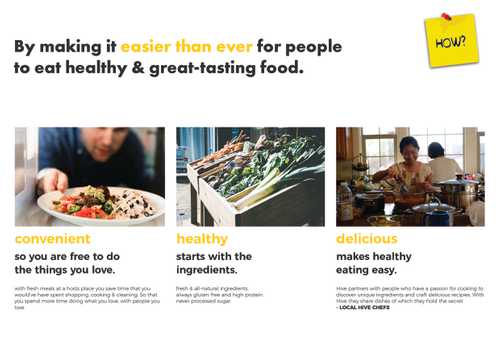 By making it easier than ever for people
to eat healthy & great-tasting food.
HOW?
convenient
so you are free to do
the things you love.
with fresh meals at a hosts place you save time that you
would've have spent shopping, cooking & cleaning. So that
you spend more time doing what you love, with people you
love.
healthy
starts with the
ingredients.
fresh & all-natural ingredients.
always gluten free and high protein.
never processed sugar.
delicious
makes healthy
eating easy.
Hive partners with people who have a passion for cooking to
discover unique ingredients and craft delicious recipes. With
Hive they share dishes of which they hold the secret.
- LOCAL HIVE CHEFS